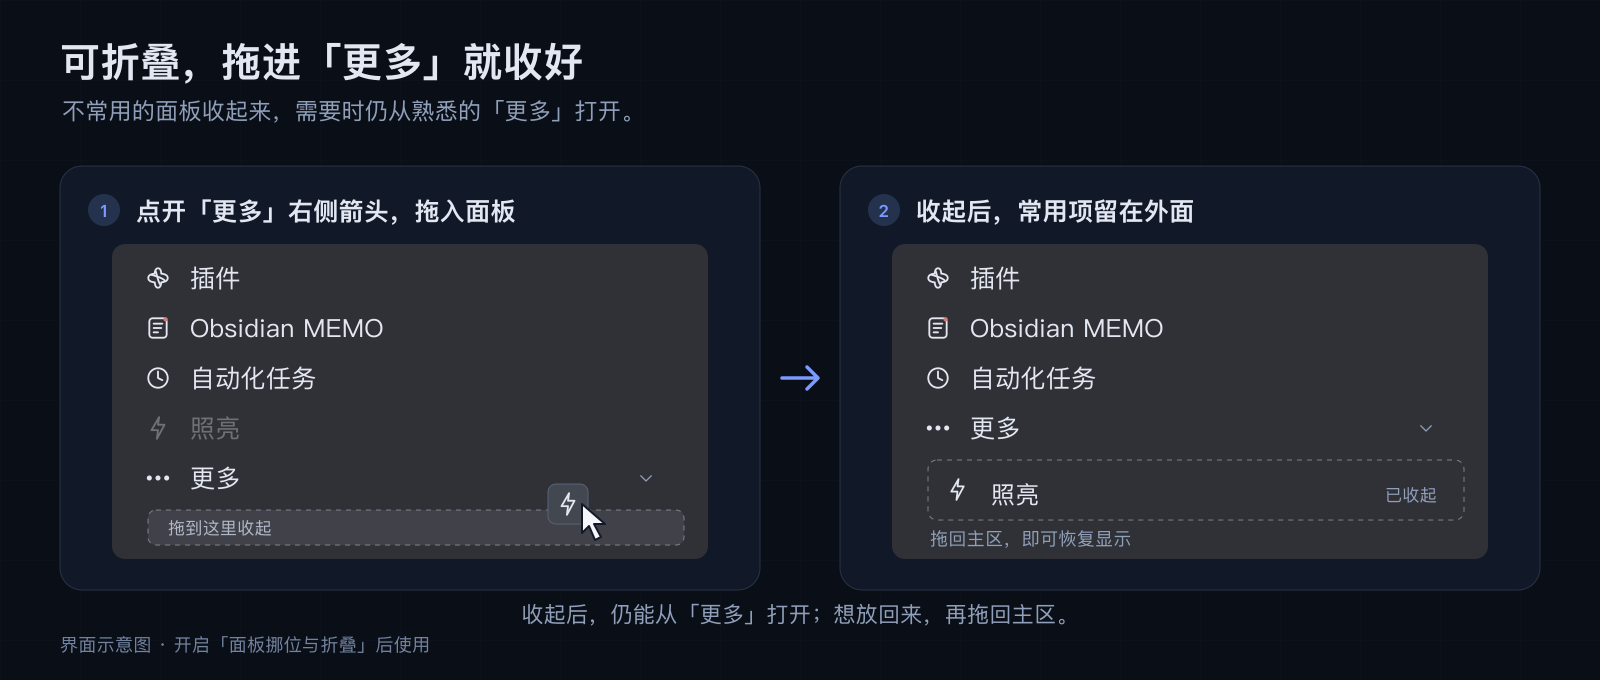 可折叠，拖进「更多」就收好
不常用的面板收起来，需要时仍从熟悉的「更多」打开。
1 点开「更多」右侧箭头，拖入面板
插件
Obsidian MEMO
自动化任务
照亮
更多
拖到这里收起
2 收起后，常用项留在外面
插件
Obsidian MEMO
自动化任务
更多
照亮 已收起
拖回主区，即可恢复显示
收起后，仍能从「更多」打开；想放回来，再拖回主区。
界面示意图 · 开启「面板挪位与折叠」后使用